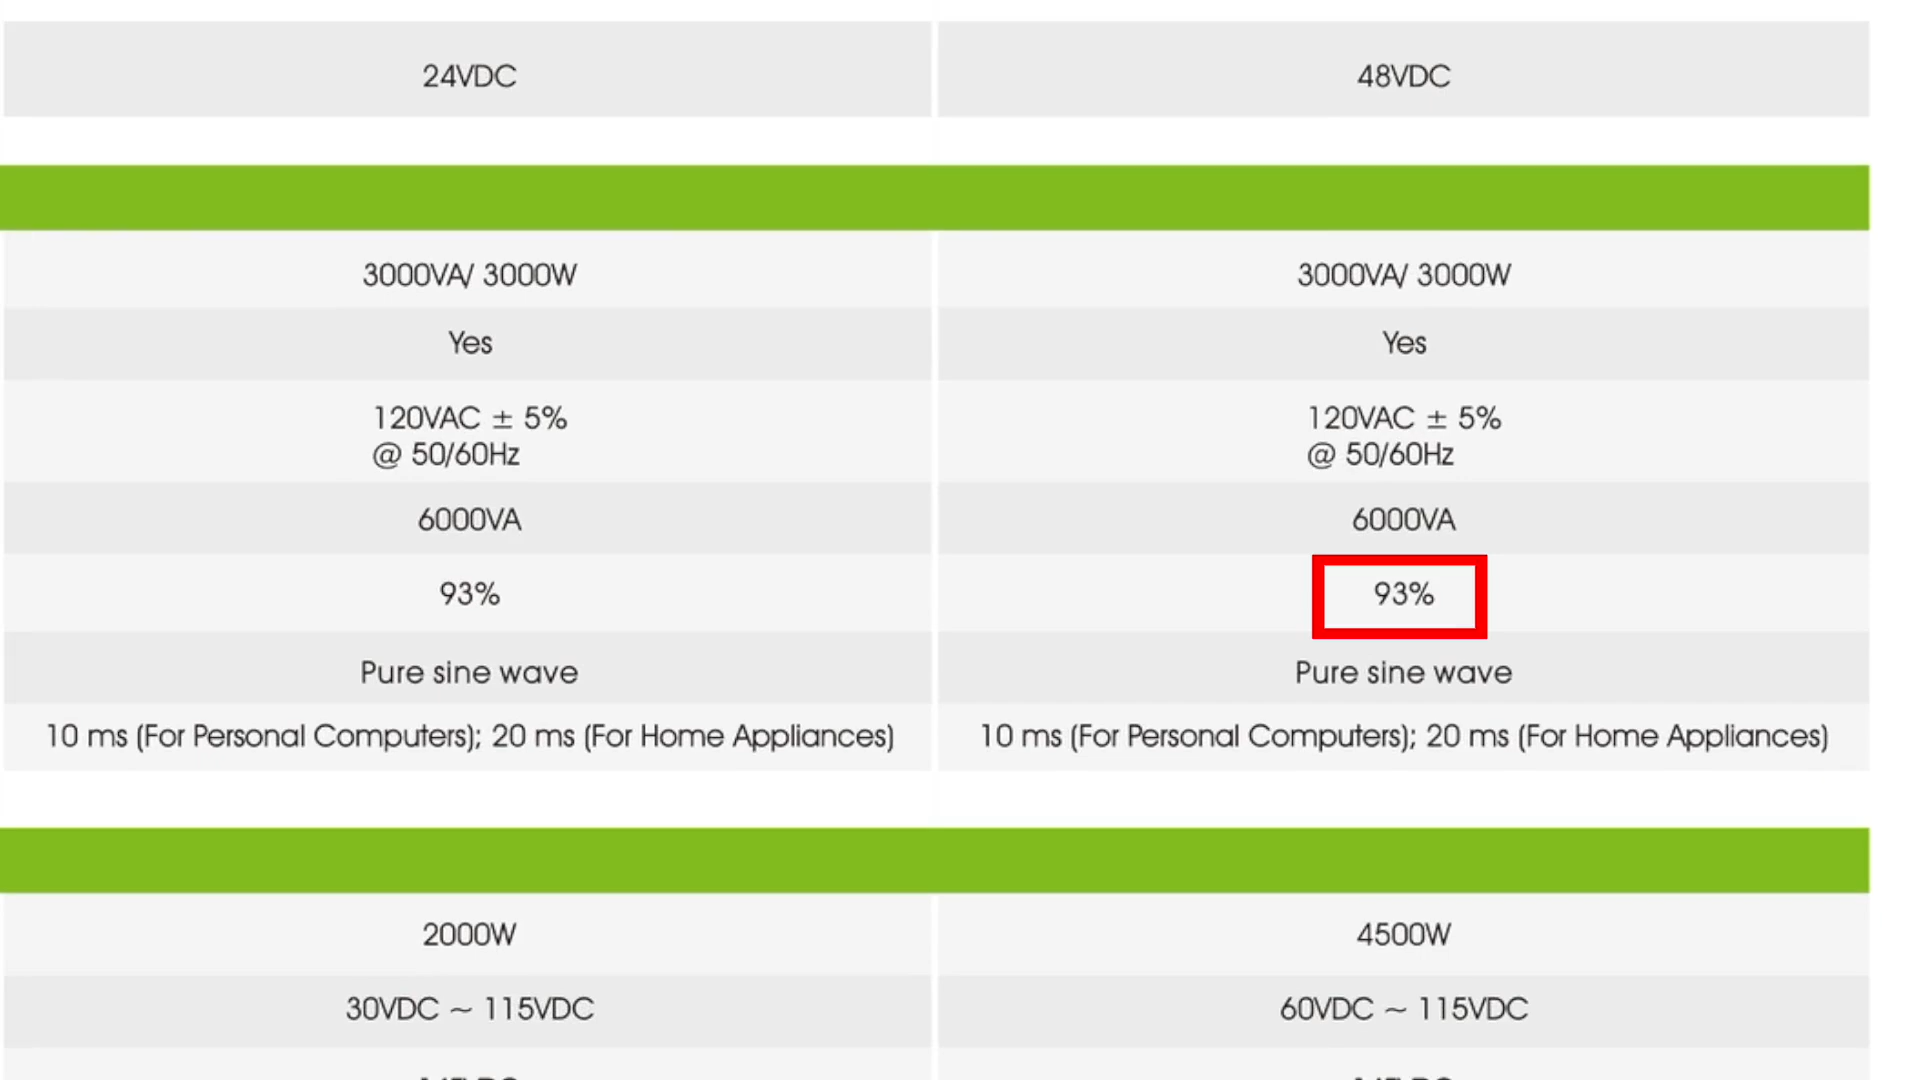 24VDC 48VDC
3000VA/ 3000W 3000VA/ 3000W
Yes Yes
120VAC ± 5% 120VAC ± 5%
@ 50/60Hz @ 50/60Hz
6000VA 6000VA
93% 93%
Pure sine wave Pure sine wave
10 ms (For Personal Computers); 20 ms (For Home Appliances) 10 ms (For Personal Computers); 20 ms (For Home Appliances)
2000W 4500W
30VDC ~ 115VDC 60VDC ~ 115VDC